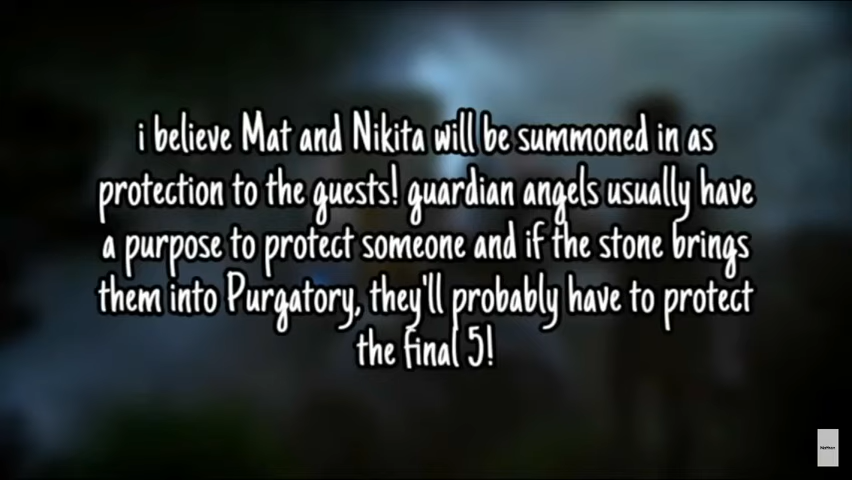 i believe Mat and Nikita will be summoned in as
protection to the guests! guardian angels usually have
a purpose to protect someone and if the stone brings
them into Purgatory, they'll probably have to protect
the final 5!